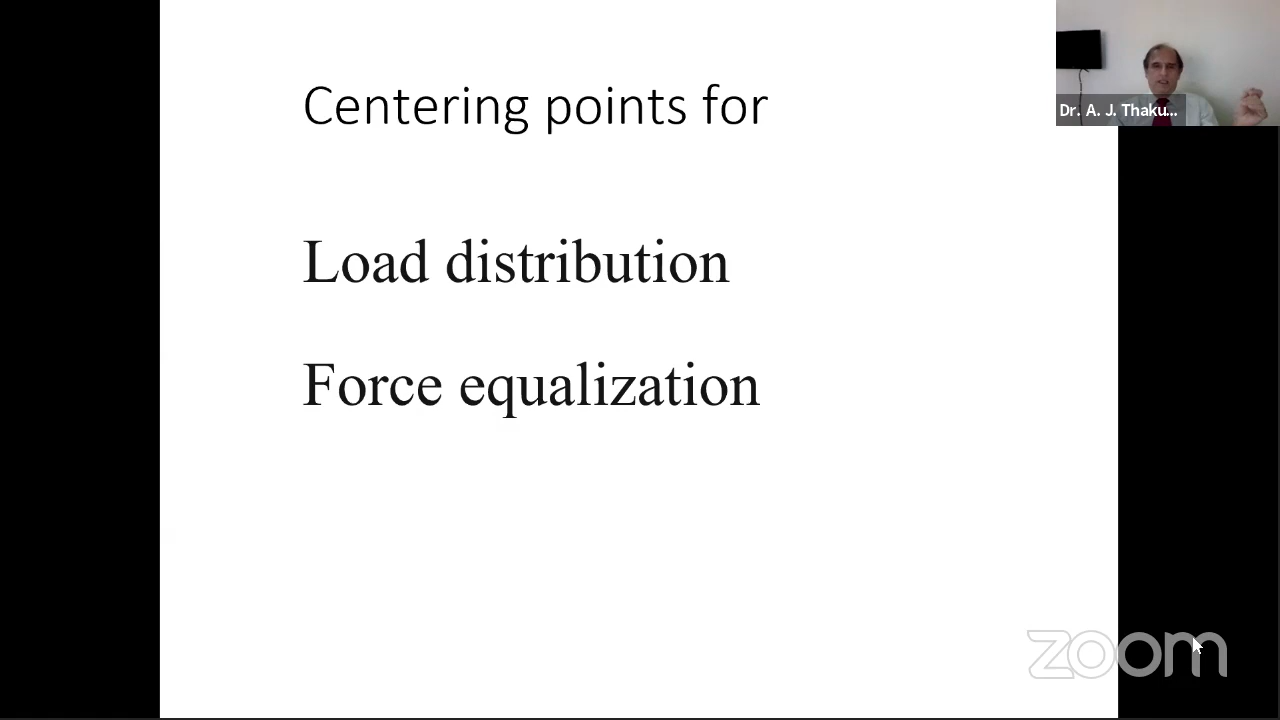 Centering points for
Load distribution
Force equalization
Dr. A. J. Thaku...
zoom